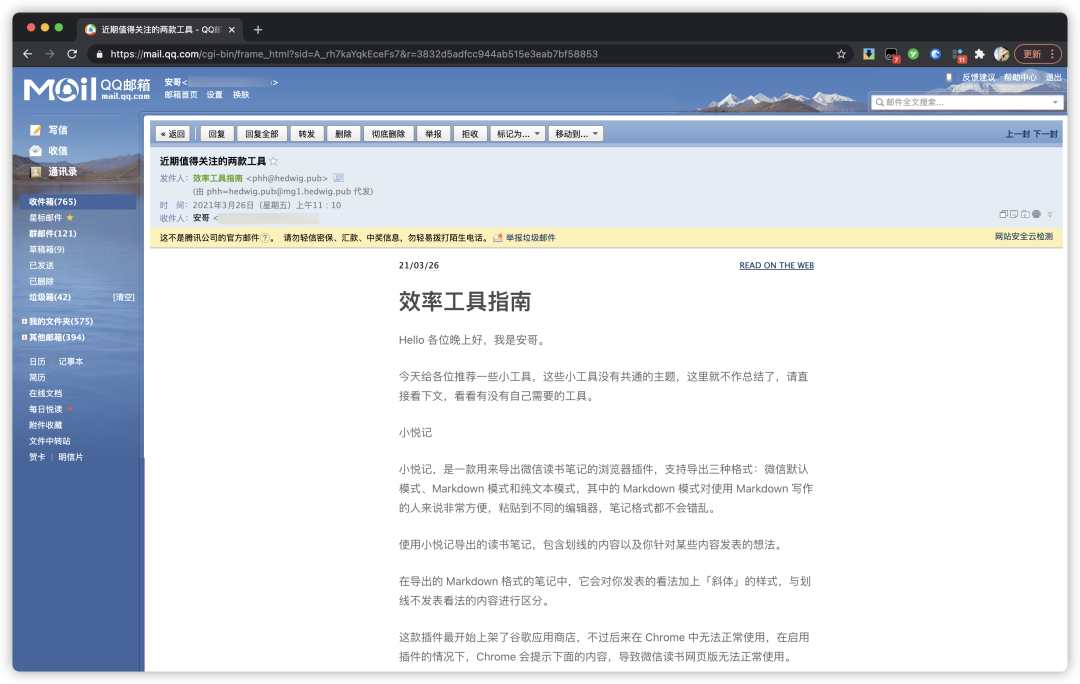 近期值得关注的两款工具 - QQ邮
https://mail.qq.com/cgi-bin/frame_html?sid=A_rh7kaYqkEceFs7&r=3832d5adfcc944ab515e3eab7bf58853
7
11
更新
Mail QQ邮箱
mail.qq.com
安哥< >
邮箱首页 设置 换肤
反馈建议 帮助中心 退出
邮件全文搜索...
写信
收信
通讯录
收件箱(765)
星标邮件
群邮件(121)
草稿箱(9)
已发送
已删除
垃圾箱(42) [清空]
我的文件夹(575)
其他邮箱(394)
日历 | 记事本
简历
在线文档
每日悦读
附件收藏
文件中转站
贺卡 | 明信片
« 返回 回复 回复全部 转发 删除 彻底删除 举报 拒收 标记为... 移动到...
上一封 下一封
近期值得关注的两款工具
发件人：效率工具指南 <phh@hedwig.pub>
(由 phh=hedwig.pub@mg1.hedwig.pub 代发)
时 间：2021年3月26日（星期五）上午11：10
收件人：安哥 <
这不是腾讯公司的官方邮件?。 请勿轻信密保、汇款、中奖信息，勿轻易拨打陌生电话。 举报垃圾邮件
网站安全云检测
21/03/26
READ ON THE WEB
效率工具指南
Hello 各位晚上好，我是安哥。
今天给各位推荐一些小工具，这些小工具没有共通的主题，这里就不作总结了，请直
接看下文，看看有没有自己需要的工具。
小悦记
小悦记，是一款用来导出微信读书笔记的浏览器插件，支持导出三种格式：微信默认
模式、Markdown 模式和纯文本模式，其中的 Markdown 模式对使用 Markdown 写作
的人来说非常方便，粘贴到不同的编辑器，笔记格式都不会错乱。
使用小悦记导出的读书笔记，包含划线的内容以及你针对某些内容发表的想法。
在导出的 Markdown 格式的笔记中，它会对你发表的看法加上「斜体」的样式，与划
线不发表看法的内容进行区分。
这款插件最开始上架了谷歌应用商店，不过后来在 Chrome 中无法正常使用，在启用
插件的情况下，Chrome 会提示下面的内容，导致微信读书网页版无法正常使用。